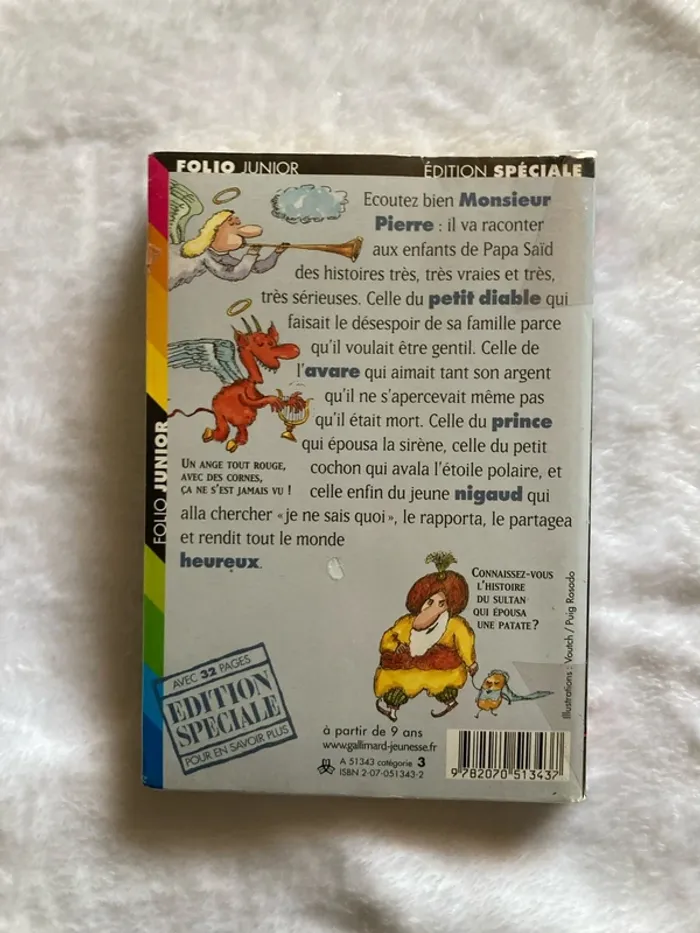 FOLIO JUNIOR
ÉDITION SPÉCIALE
Ecoutez bien Monsieur
Pierre : il va raconter
aux enfants de Papa Saïd
des histoires très, très vraies et très,
très sérieuses. Celle du petit diable qui
faisait le désespoir de sa famille parce
qu'il voulait être gentil. Celle de
l'avare qui aimait tant son argent
qu'il ne s'apercevait même pas
qu'il était mort. Celle du prince
qui épousa la sirène, celle du petit
cochon qui avala l'étoile polaire, et
celle enfin du jeune nigaud qui
alla chercher «je ne sais quoi», le rapporta, le partagea
et rendit tout le monde
heureux.
UN ANGE TOUT ROUGE,
AVEC DES CORNES,
ÇA NE S'EST JAMAIS VU !
FOLIO JUNIOR
CONNAISSEZ-VOUS
L'HISTOIRE
DU SULTAN
QUI ÉPOUSA
UNE PATATE ?
Illustrations : Voutch / Puig Rosado
AVEC 32 PAGES
EDITION
SPECIALE
POUR EN SAVOIR PLUS
à partir de 9 ans
www.gallimard-jeunesse.fr
A 51343 catégorie 3
ISBN 2-07-051343-2
9 782070 513437